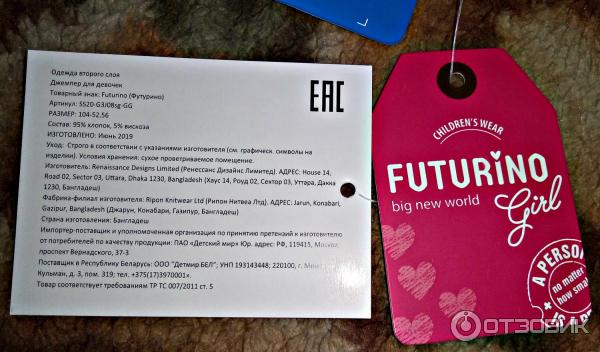 Одежда второго слоя
Джемпер для девочек
Товарный знак: Futurino (Футурино)
Артикул: SS20-G3J08sg-GG
РАЗМЕР: 104-52,56
Состав: 95% хлопок, 5% вискоза
ИЗГОТОВЛЕНО: Июнь 2019
Уход: Строго в соответствии с указаниями изготовителя (см. графическ. символы на
изделии). Условия хранения: сухое проветриваемое помещение.
Изготовитель: Renaissance Designs Limited (Ренессанс Дизайнс Лимитед). АДРЕС: House 14,
Road 02, Sector 03, Uttara, Dhaka 1230, Bangladesh (Хаус 14, Роуд 02, Сектор 03, Уттара, Дакка
1230, Бангладеш)
Фабрика-филиал изготовителя: Ripon Knitwear Ltd (Рипон Нитвеа Лтд). АДРЕС: Jarun, Konabari,
Gazipur, Bangladesh (Джарун, Конабари, Газипур, Бангладеш)
Страна изготовления: Бангладеш
Импортер-поставщик и уполномоченная организация по принятию претензий к изготовителю
от потребителей по качеству продукции: ПАО «Детский мир» Юр. адрес: РФ, 119415, Москва,
проспект Вернадского, 37-3
Поставщик в Республику Беларусь: ООО "Детмир БЕЛ"; УНП 193143448; 220100, г. Минск
Кульман, д. 3, пом. 319; тел. +375(17)3970001».
Товар соответствует требованиям ТР ТС 007/2011 ст. 5
EAC
CHILDREN'S WEAR
FUTURINO
big new world
Girl
A PERSON
no matter
how small
ОТЗОВИК